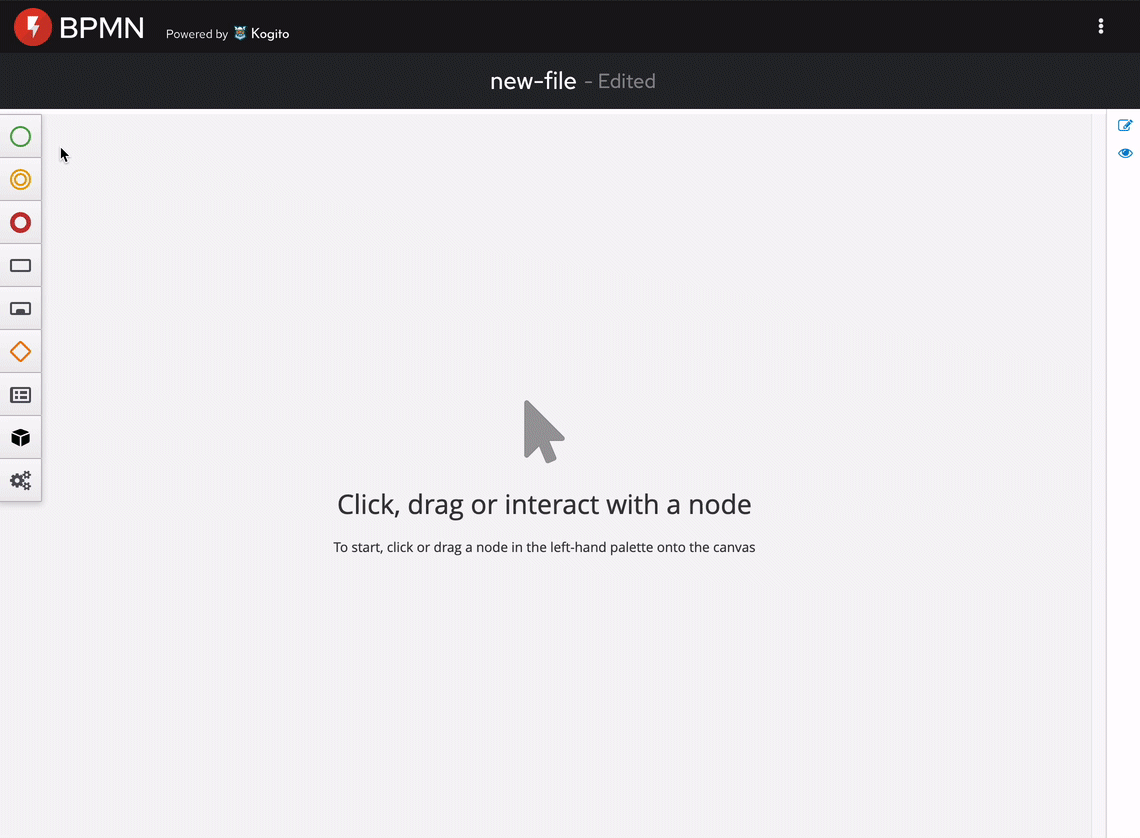 BPMN Powered by Kogito
new-file - Edited
Click, drag or interact with a node
To start, click or drag a node in the left-hand palette onto the canvas